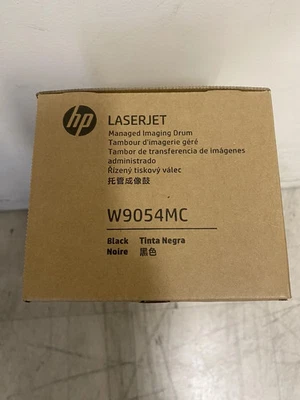 hp
LASERJET
Managed Imaging Drum
Tambour d'imagerie géré
Tambor de transferencia de imágenes
administrado
Řízený tiskový válec
托管成像鼓
W9054MC
Black Tinta Negra
Noire 黑色